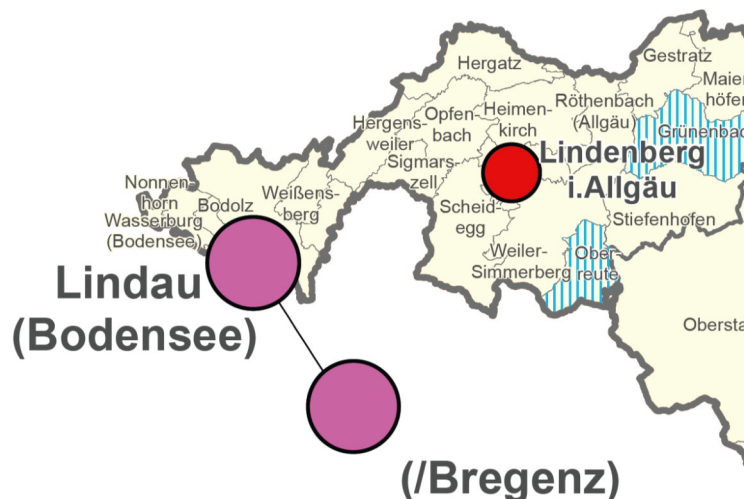 Gestratz
Hergatz
Maier-
höfen
Opfen-
bach
Heimen-
kirch
Röthenbach
(Allgäu)
Hergens-
weiler
Grünenbach
Sigmars-
zell
Lindenberg
i.Allgäu
Nonnen-
horn
Wasserburg
(Bodensee)
Bodolz
Weißens-
berg
Scheid-
egg
Stiefenhofen
Weiler-
Simmerberg
Ober-
reute
Lindau
(Bodensee)
Obersta
(/Bregenz)